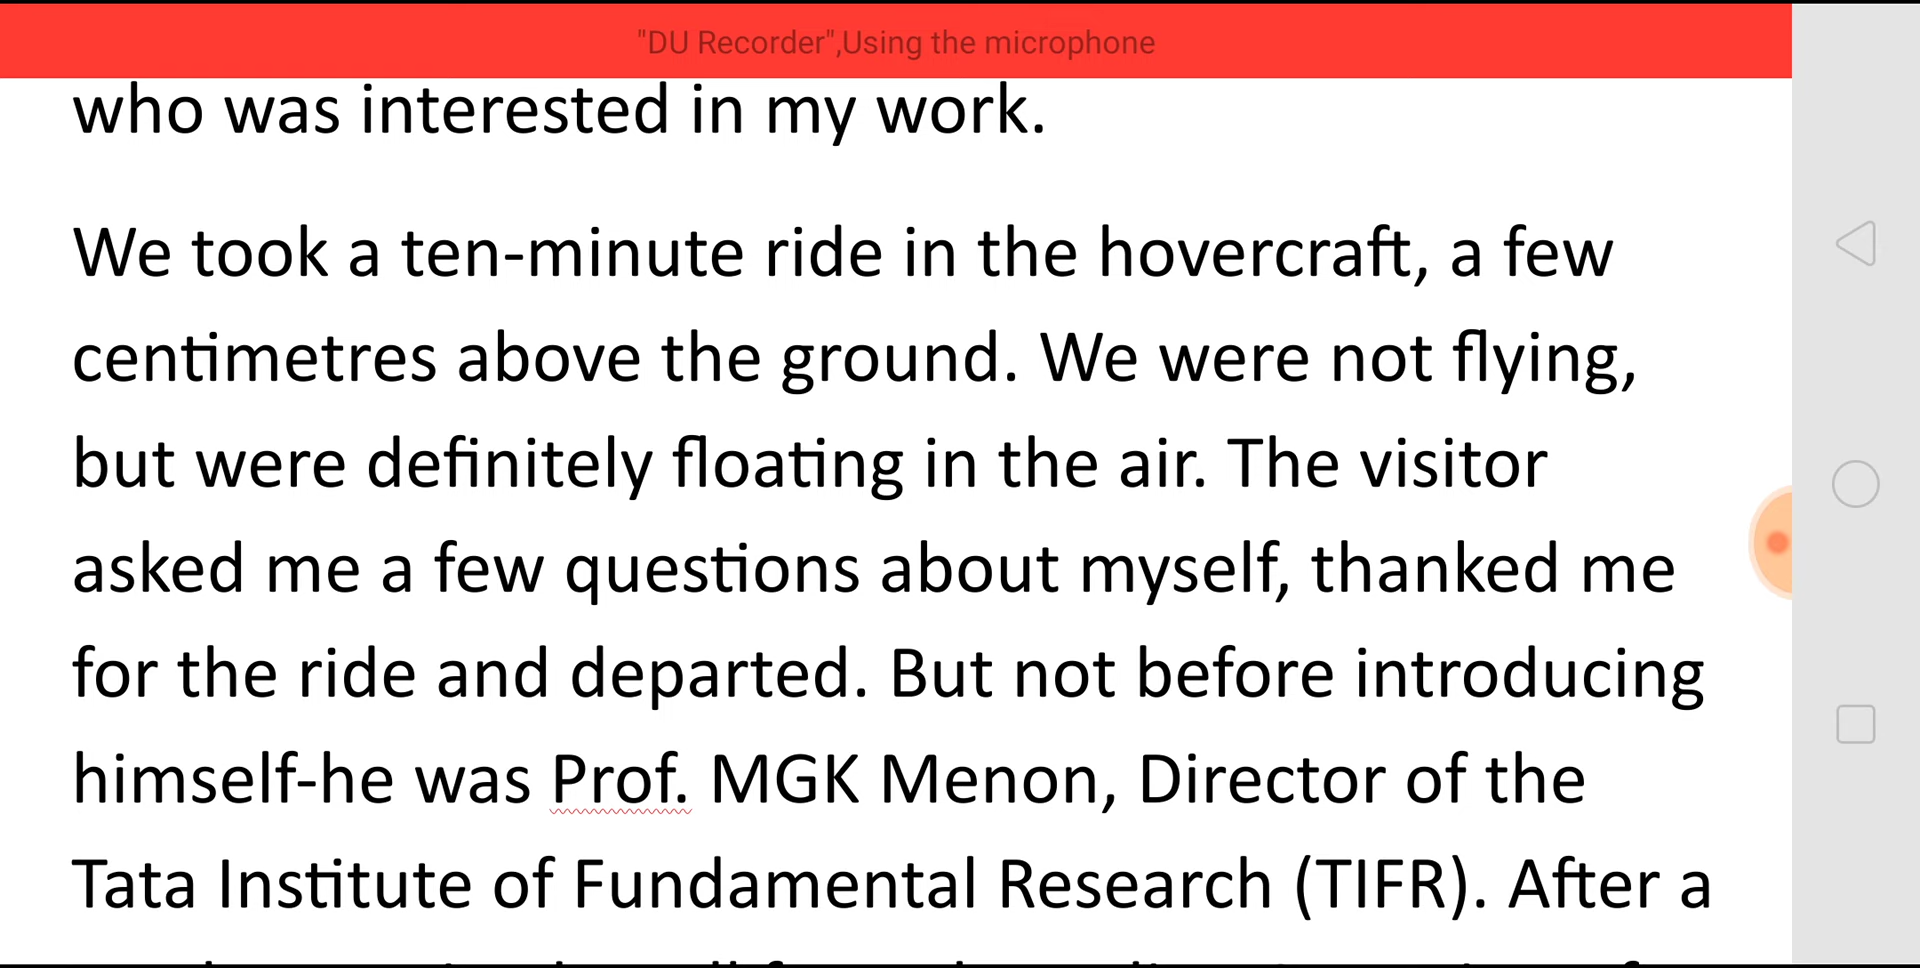 "DU Recorder",Using the microphone
who was interested in my work.
We took a ten-minute ride in the hovercraft, a few
centimetres above the ground. We were not flying,
but were definitely floating in the air. The visitor
asked me a few questions about myself, thanked me
for the ride and departed. But not before introducing
himself-he was Prof. MGK Menon, Director of the
Tata Institute of Fundamental Research (TIFR). After a